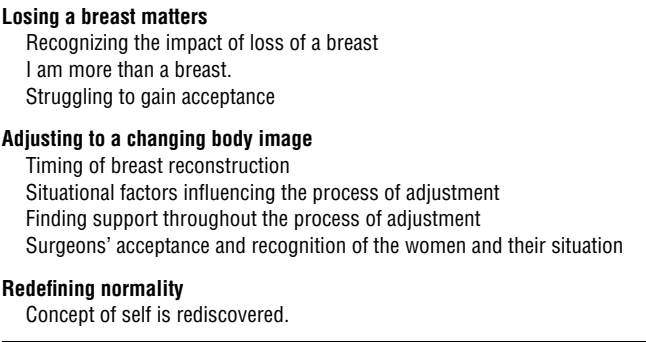 Losing a breast matters
Recognizing the impact of loss of a breast
I am more than a breast.
Struggling to gain acceptance
Adjusting to a changing body image
Timing of breast reconstruction
Situational factors influencing the process of adjustment
Finding support throughout the process of adjustment
Surgeons’ acceptance and recognition of the women and their situation
Redefining normality
Concept of self is rediscovered.